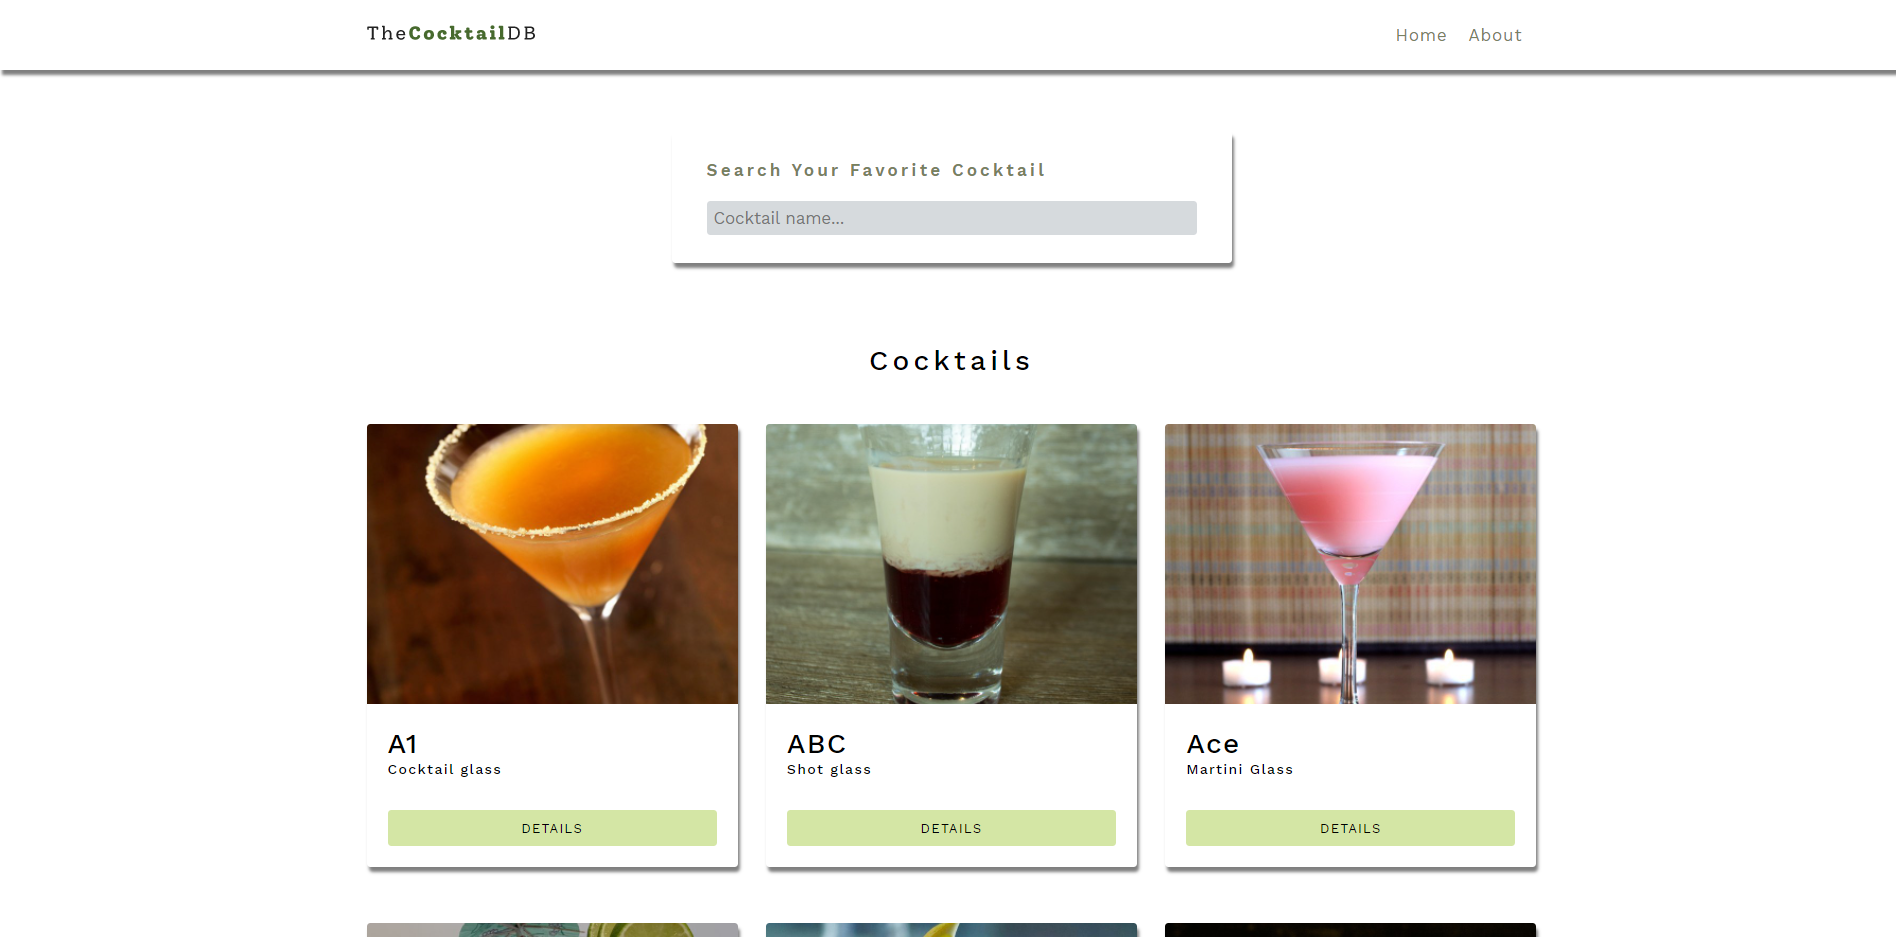 TheCocktailDB
Home About
Search Your Favorite Cocktail
Cocktail name...
Cocktails
A1
Cocktail glass
DETAILS
ABC
Shot glass
DETAILS
Ace
Martini Glass
DETAILS